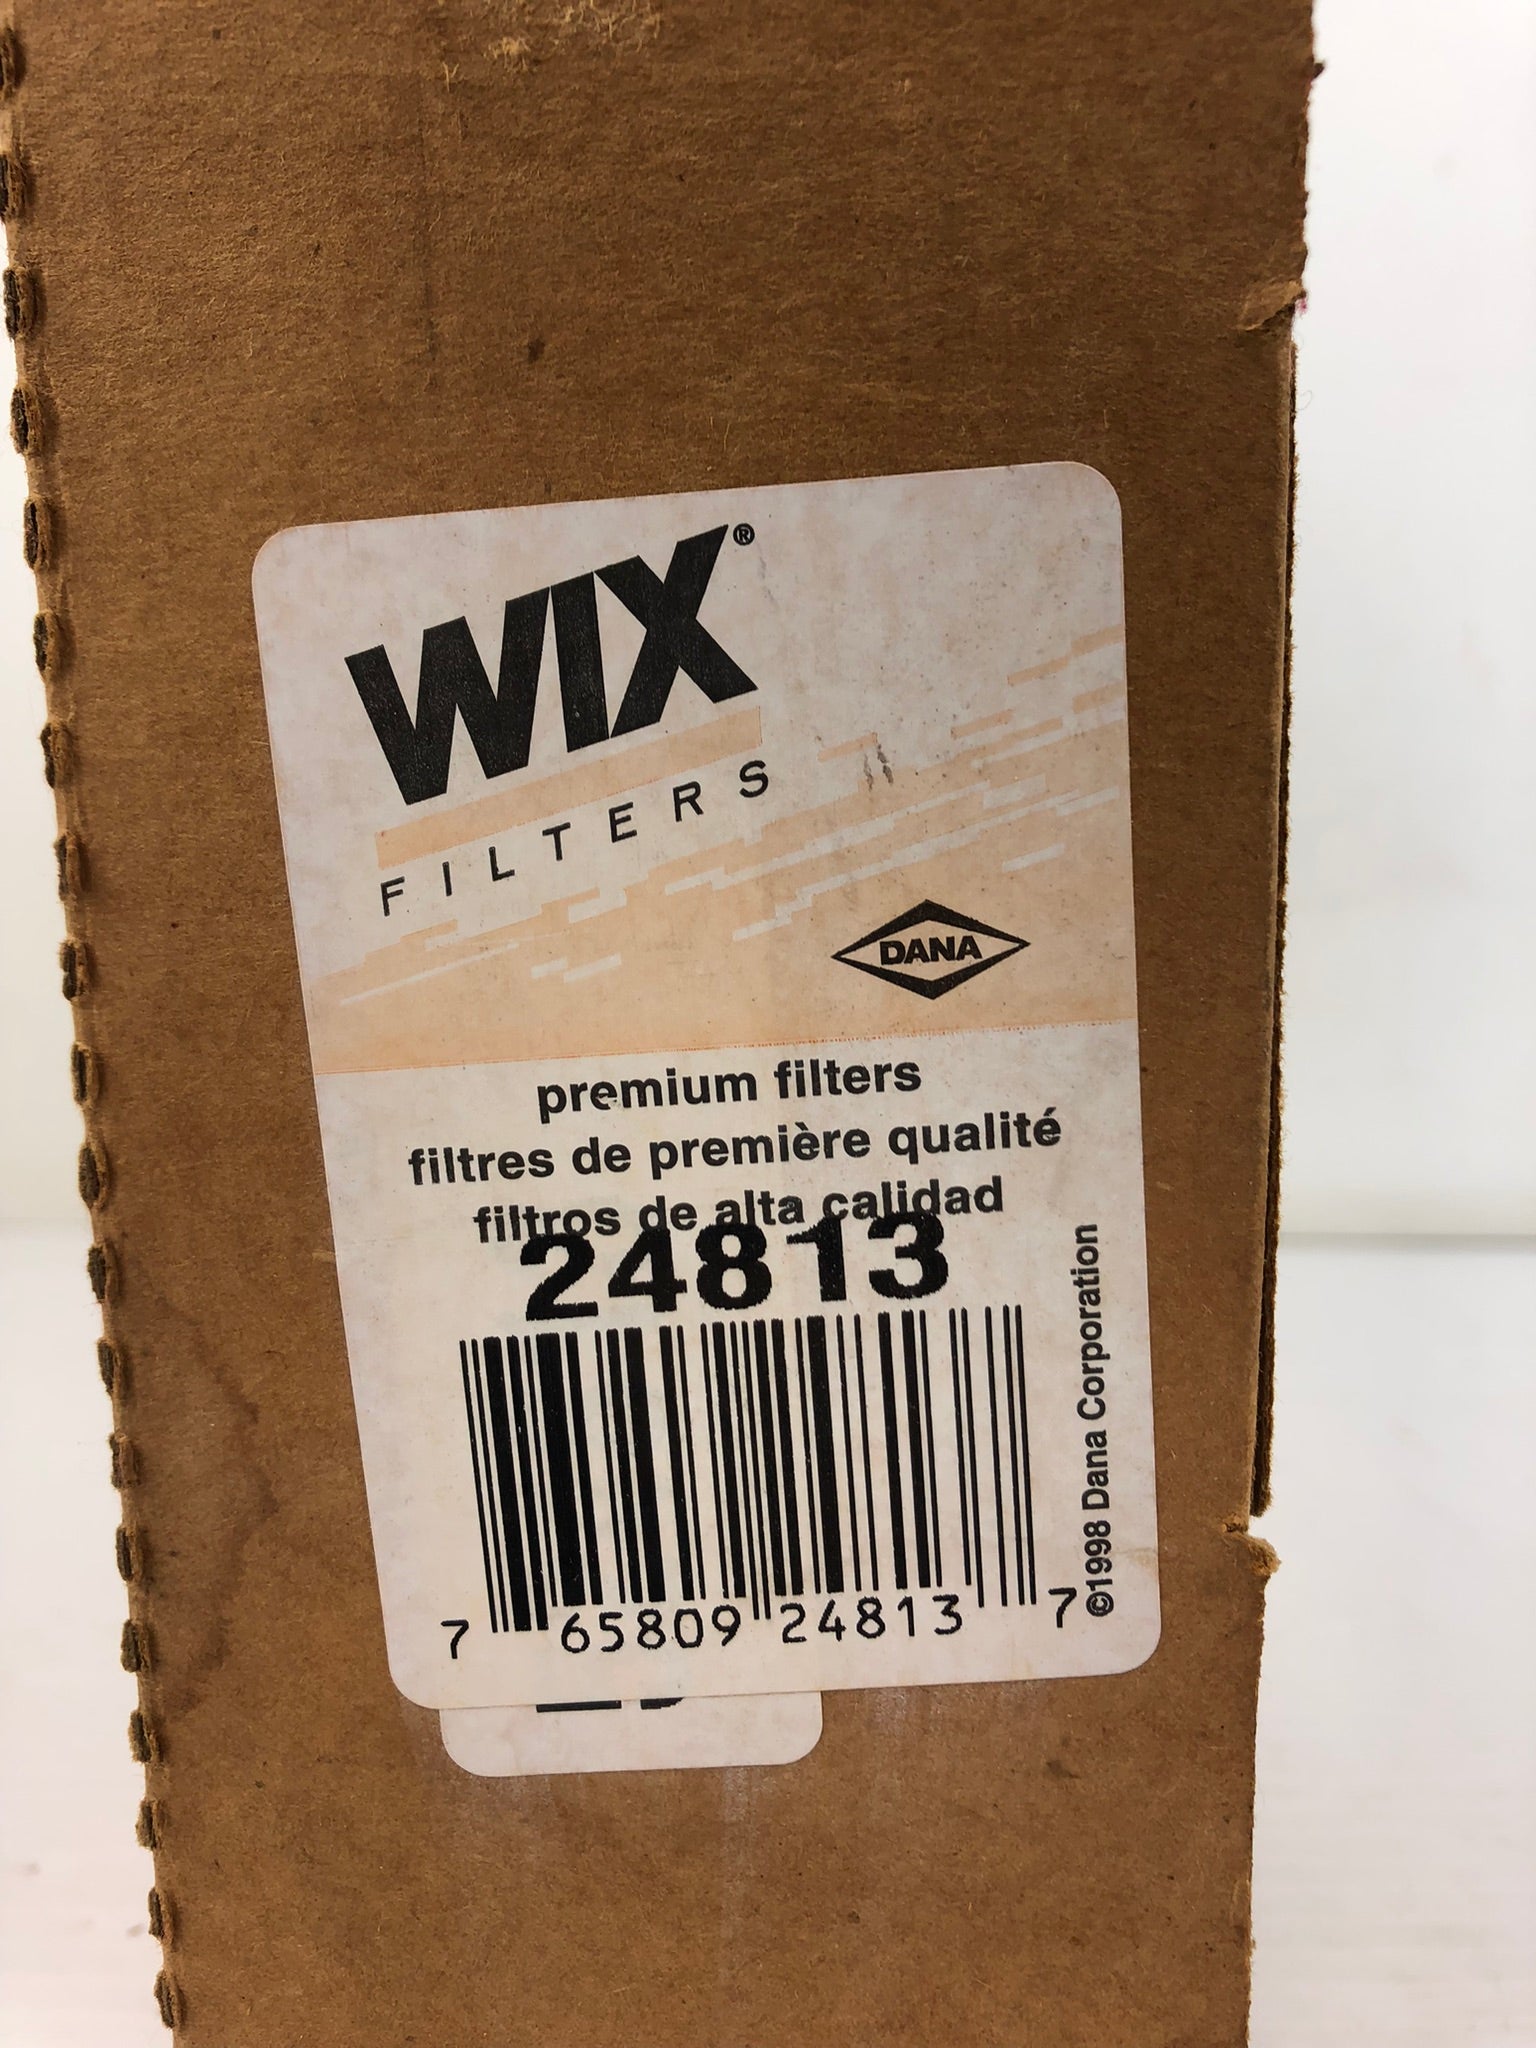 WIX®
FILTERS
DANA
premium filters
filtres de première qualité
filtros de alta calidad
24813
©1998 Dana Corporation
7 65809 24813 7